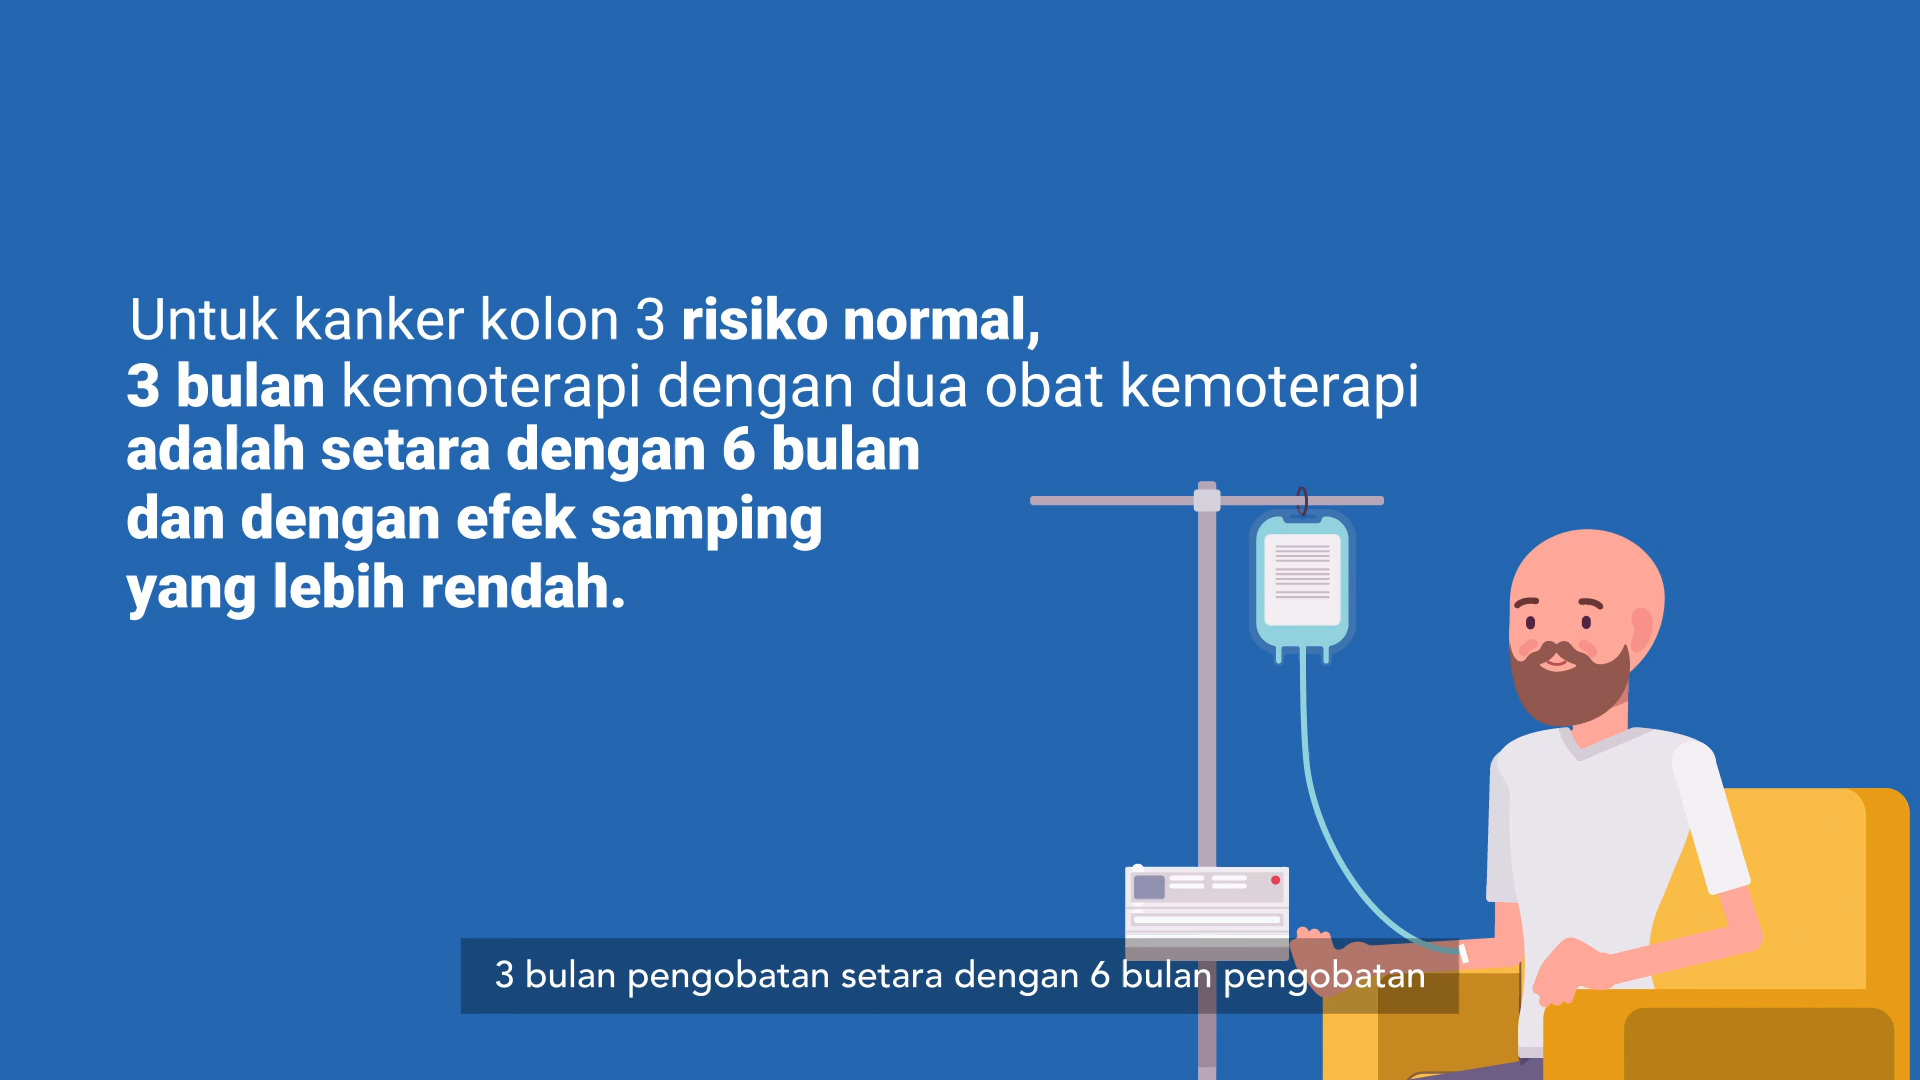 Untuk kanker kolon 3 risiko normal,
3 bulan kemoterapi dengan dua obat kemoterapi
adalah setara dengan 6 bulan
dan dengan efek samping
yang lebih rendah.
3 bulan pengobatan setara dengan 6 bulan pengobatan